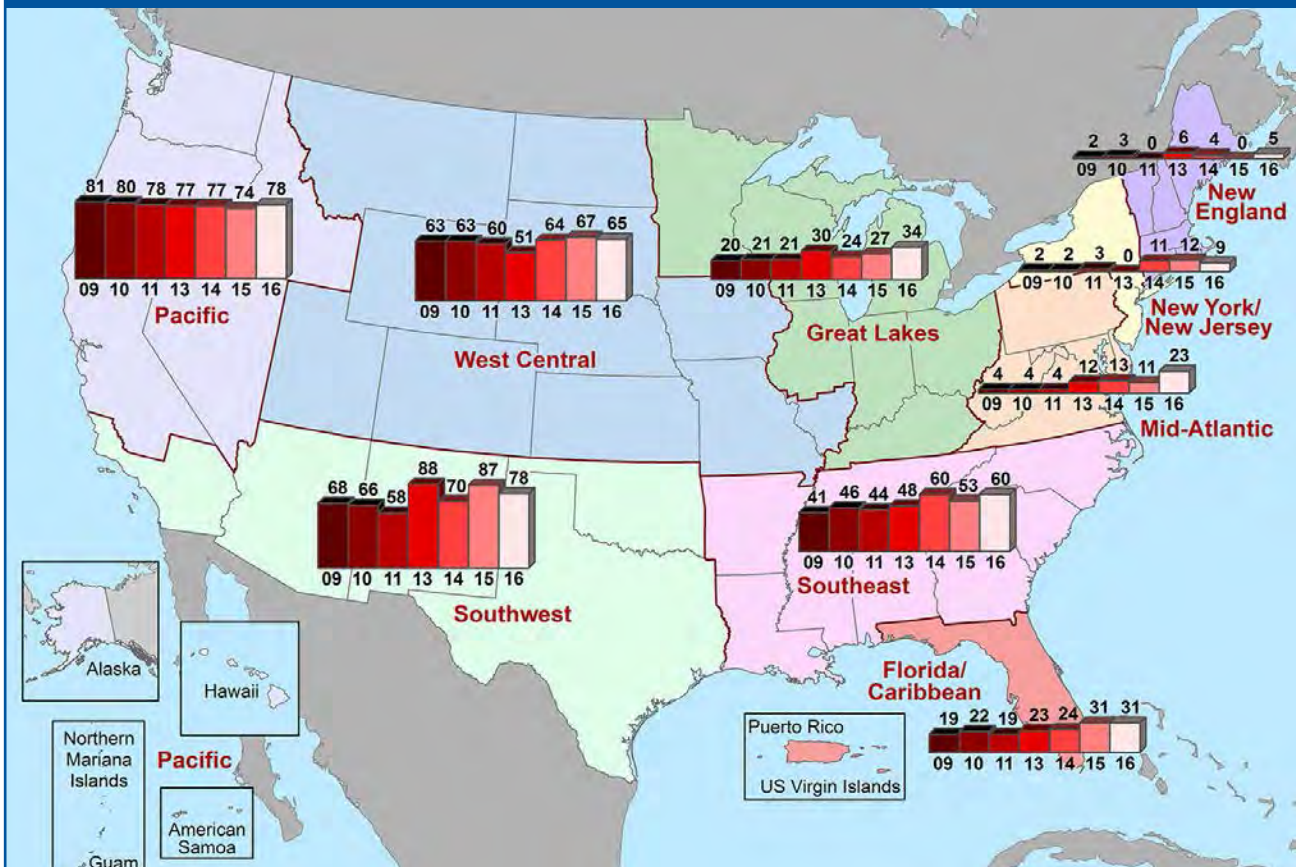 2 3 0 6 4 0 5
09 10 11 13 14 15 16
New
England
81 80 78 77 77 74 78
09 10 11 13 14 15 16
Pacific
63 63 60 51 64 67 65
09 10 11 13 14 15 16
West Central
20 21 21 30 24 27 34
09 10 11 13 14 15 16
Great Lakes
2 2 3 0 11 12 9
09 10 11 13 14 15 16
New York/
New Jersey
4 4 4 12 13 11 23
09 10 11 13 14 15 16
Mid-Atlantic
68 66 58 88 70 87 78
09 10 11 13 14 15 16
Southwest
41 46 44 48 60 53 60
09 10 11 13 14 15 16
Southeast
Florida/
Caribbean
19 22 19 23 24 31 31
09 10 11 13 14 15 16
Alaska
Hawaii
Northern
Mariana
Islands
Guam
Pacific
American
Samoa
Puerto Rico
US Virgin Islands